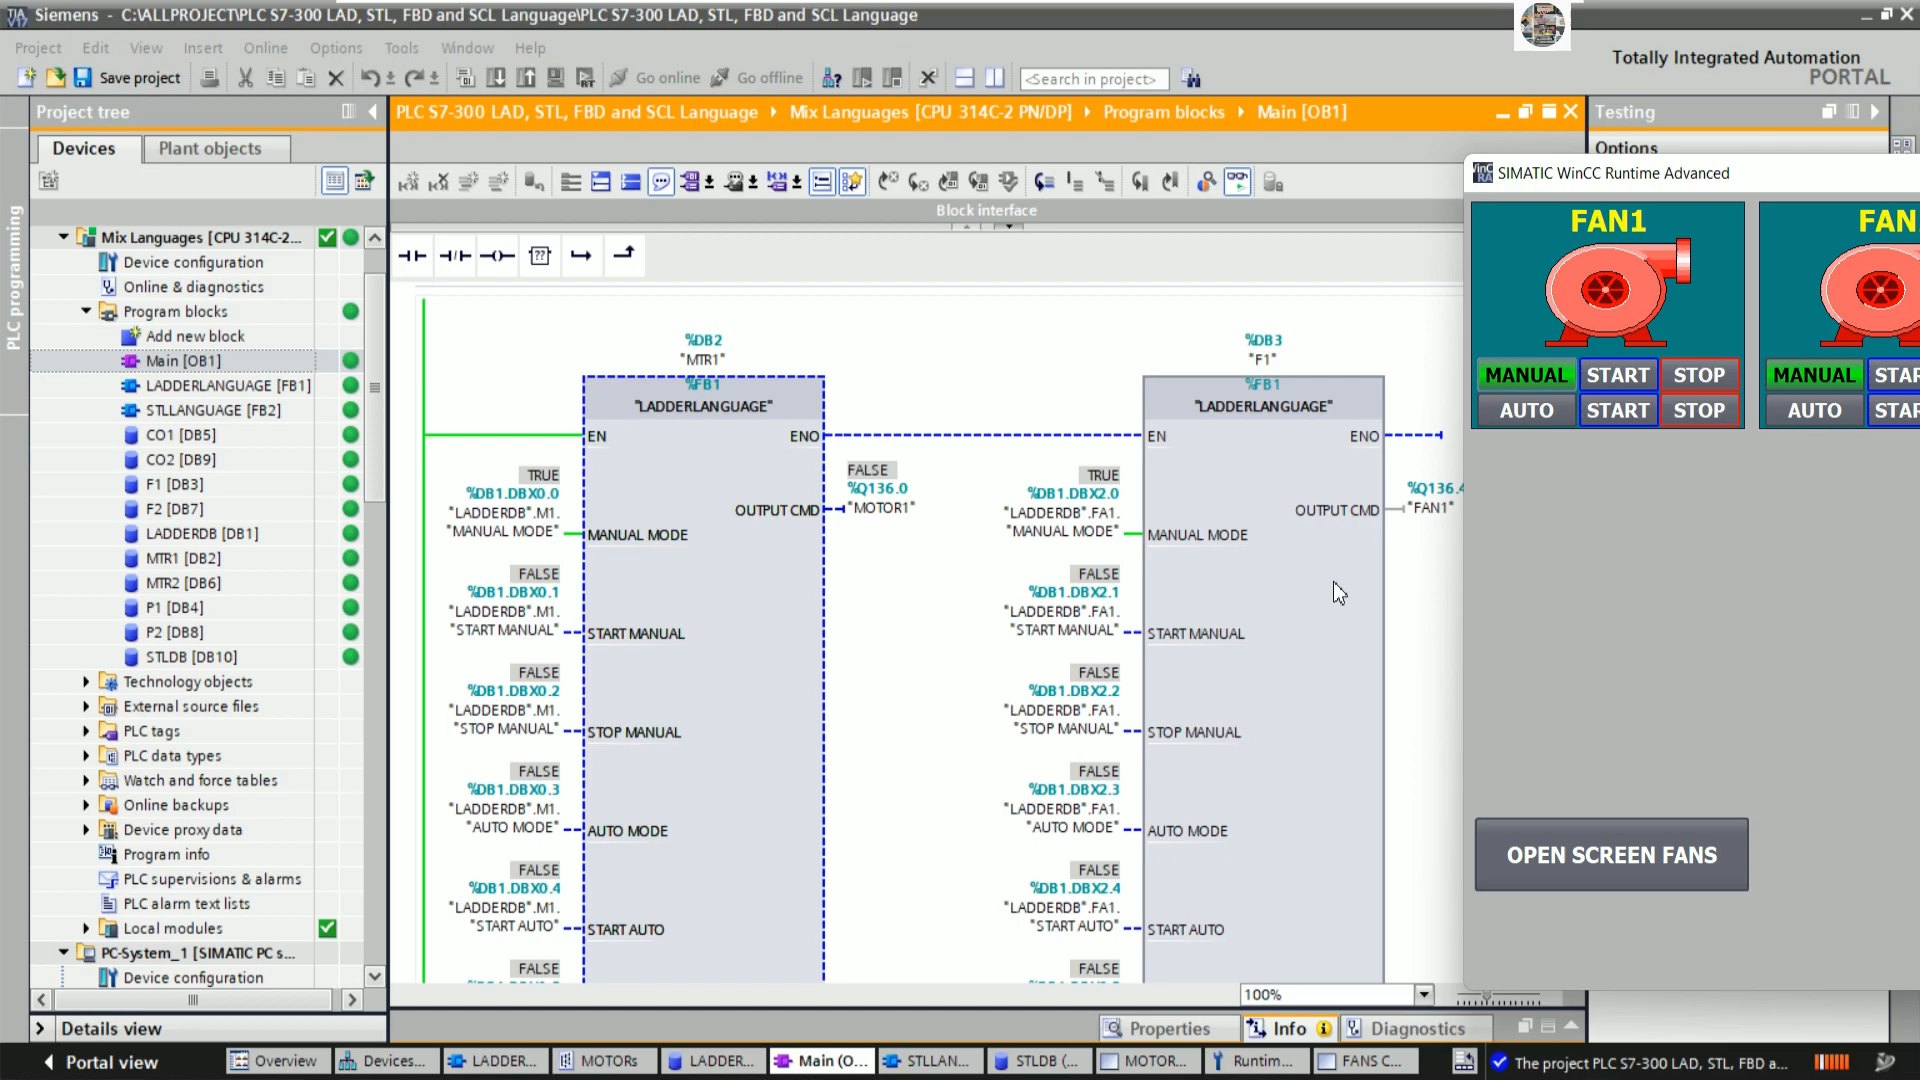 Siemens - C:\ALLPROJECT\PLC S7-300 LAD, STL, FBD and SCL Language\PLC S7-300 LAD, STL, FBD and SCL Language
Project Edit View Insert Online Options Tools Window Help
Totally Integrated Automation
PORTAL
Save project
Go online
Go offline
<Search in project>
Project tree
PLC S7-300 LAD, STL, FBD and SCL Language
Mix Languages [CPU 314C-2 PN/DP]
Program blocks
Main [OB1]
Testing
Devices
Plant objects
Options
PLC programming
Block interface
Mix Languages [CPU 314C-2...
Device configuration
Online & diagnostics
Program blocks
Add new block
Main [OB1]
LADDERLANGUAGE [FB1]
STLLANGUAGE [FB2]
CO1 [DB5]
CO2 [DB9]
F1 [DB3]
F2 [DB7]
LADDERDB [DB1]
MTR1 [DB2]
MTR2 [DB6]
P1 [DB4]
P2 [DB8]
STLDB [DB10]
Technology objects
External source files
PLC tags
PLC data types
Watch and force tables
Online backups
Device proxy data
Program info
PLC supervisions & alarms
PLC alarm text lists
Local modules
PC-System_1 [SIMATIC PC s...
Device configuration
Details view
??
%DB2
"MTR1"
%FB1
"LADDERLANGUAGE"
EN
ENO
TRUE
%DB1.DBX0.0
"LADDERDB".M1.
"MANUAL MODE"
MANUAL MODE
FALSE
%Q136.0
"MOTOR1"
OUTPUT CMD
FALSE
%DB1.DBX0.1
"LADDERDB".M1.
"START MANUAL"
START MANUAL
FALSE
%DB1.DBX0.2
"LADDERDB".M1.
"STOP MANUAL"
STOP MANUAL
FALSE
%DB1.DBX0.3
"LADDERDB".M1.
"AUTO MODE"
AUTO MODE
FALSE
%DB1.DBX0.4
"LADDERDB".M1.
"START AUTO"
START AUTO
FALSE
%DB3
"F1"
%FB1
"LADDERLANGUAGE"
EN
ENO
TRUE
%DB1.DBX2.0
"LADDERDB".FA1.
"MANUAL MODE"
MANUAL MODE
%Q136.4
"FAN1"
OUTPUT CMD
FALSE
%DB1.DBX2.1
"LADDERDB".FA1.
"START MANUAL"
START MANUAL
FALSE
%DB1.DBX2.2
"LADDERDB".FA1.
"STOP MANUAL"
STOP MANUAL
FALSE
%DB1.DBX2.3
"LADDERDB".FA1.
"AUTO MODE"
AUTO MODE
FALSE
%DB1.DBX2.4
"LADDERDB".FA1.
"START AUTO"
START AUTO
FALSE
100%
SIMATIC WinCC Runtime Advanced
FAN1
MANUAL START STOP
AUTO START STOP
FAN
MANUAL STAR
AUTO STAR
OPEN SCREEN FANS
Properties
Info
Diagnostics
Portal view
Overview
Devices...
LADDER...
MOTORs
LADDER...
Main (O...
STLLAN...
STLDB (...
MOTOR...
Runtim...
FANS C...
The project PLC S7-300 LAD, STL, FBD a...